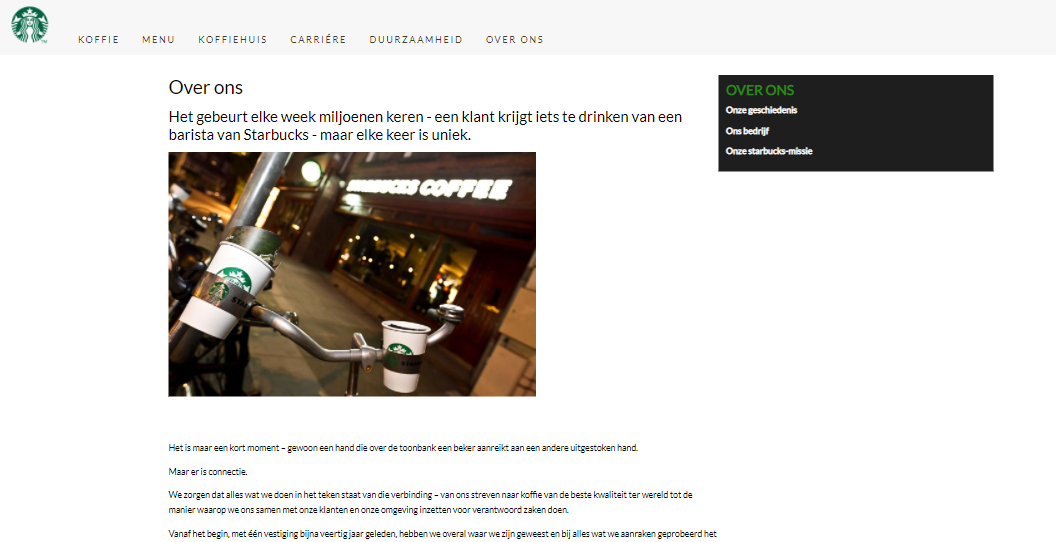 KOFFIE MENU KOFFIEHUIS CARRIÉRE DUURZAAMHEID OVER ONS
Over ons
Het gebeurt elke week miljoenen keren - een klant krijgt iets te drinken van een
barista van Starbucks - maar elke keer is uniek.
STARBUCKS COFFEE
Het is maar een kort moment – gewoon een hand die over de toonbank een beker aanreikt aan een andere uitgestoken hand.
Maar er is connectie.
We zorgen dat alles wat we doen in het teken staat van die verbinding – van ons streven naar koffie van de beste kwaliteit ter wereld tot de
manier waarop we ons samen met onze klanten en onze omgeving inzetten voor verantwoord zaken doen.
Vanaf het begin, met één vestiging bijna veertig jaar geleden, hebben we overal waar we zijn geweest en bij alles wat we aanraken geprobeerd het
OVER ONS
Onze geschiedenis
Ons bedrijf
Onze starbucks-missie